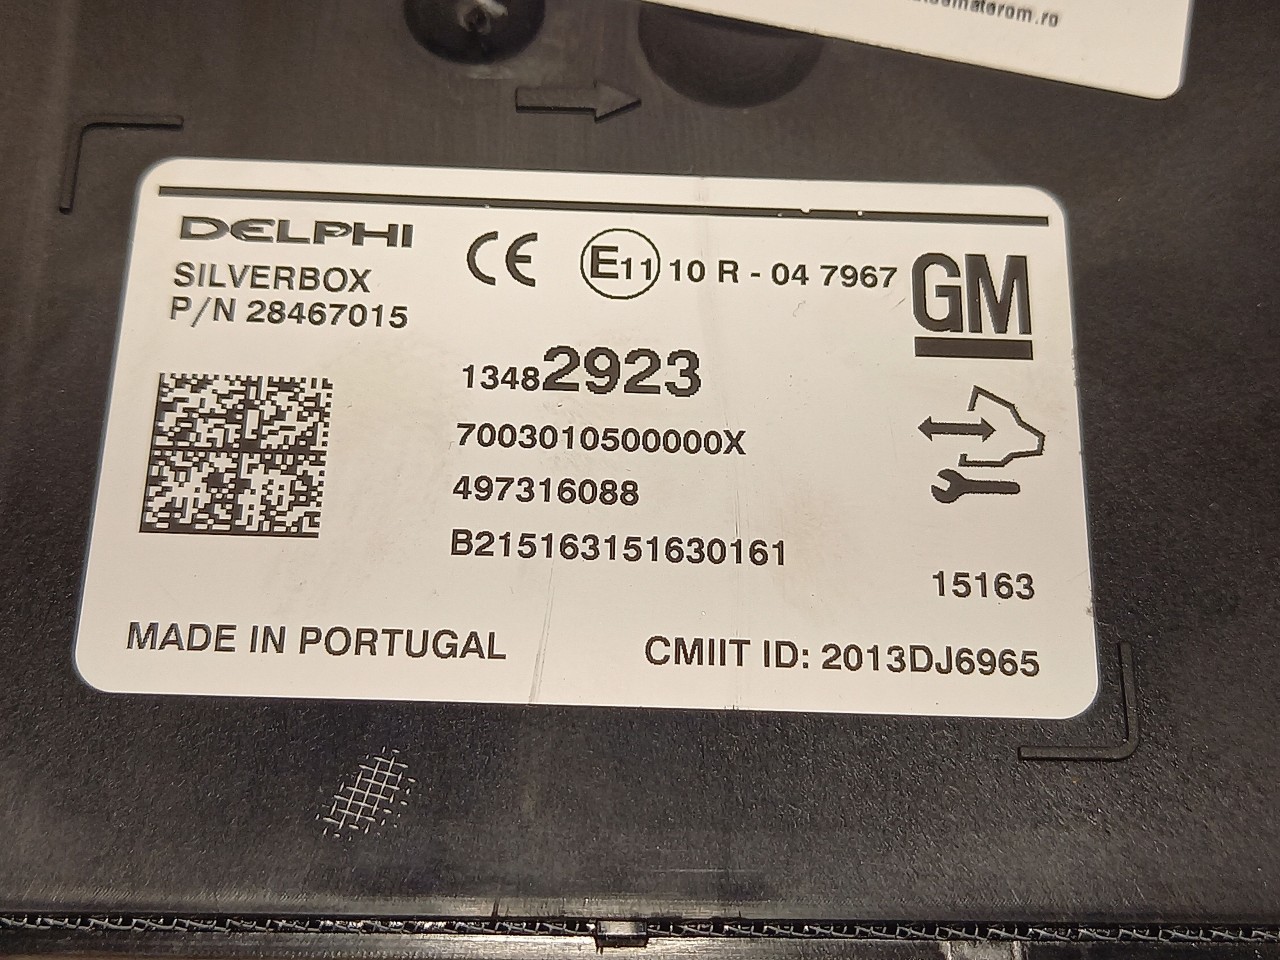 DELPHI
SILVERBOX
P/N 28467015
CE
E11 10 R - 04 7967
GM
13482923
7003010500000X
497316088
B215163151630161
15163
MADE IN PORTUGAL
CMIIT ID: 2013DJ6965